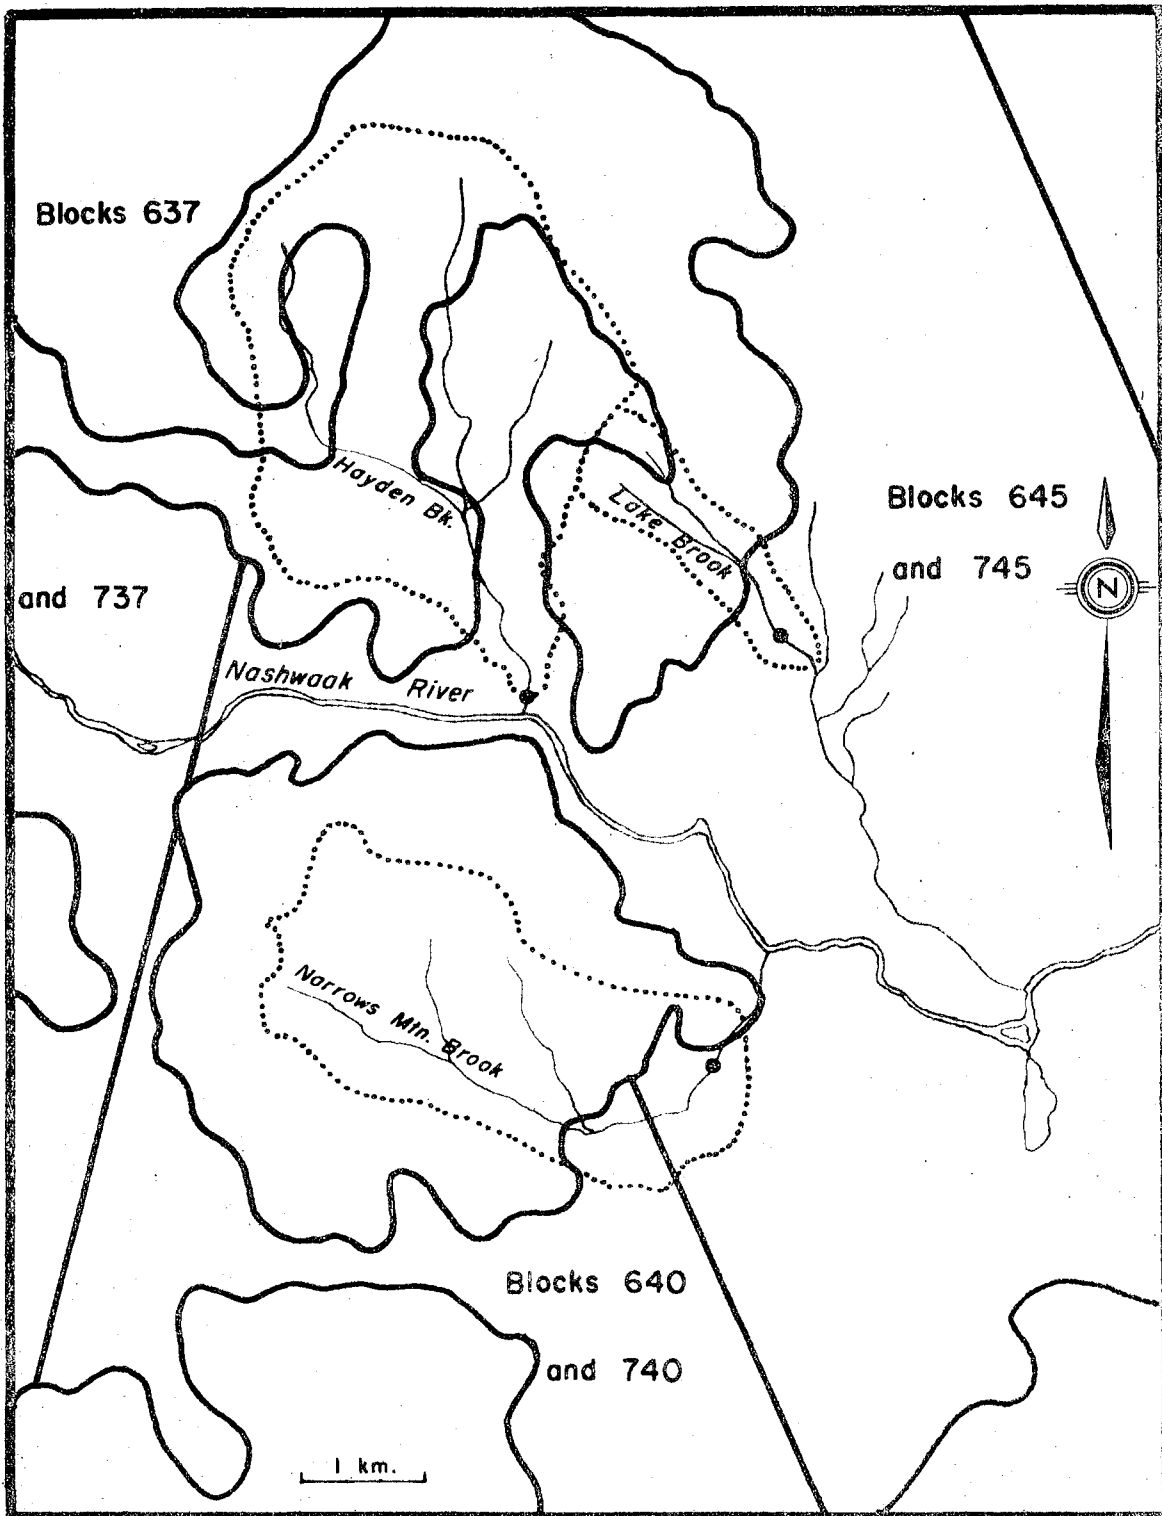 Blocks 637
Hayden Bk.
Lake Brook
Blocks 645
and 745
N
and 737
Nashwaak River
Narrows Mtn. Brook
Blocks 640
and 740
1 km.